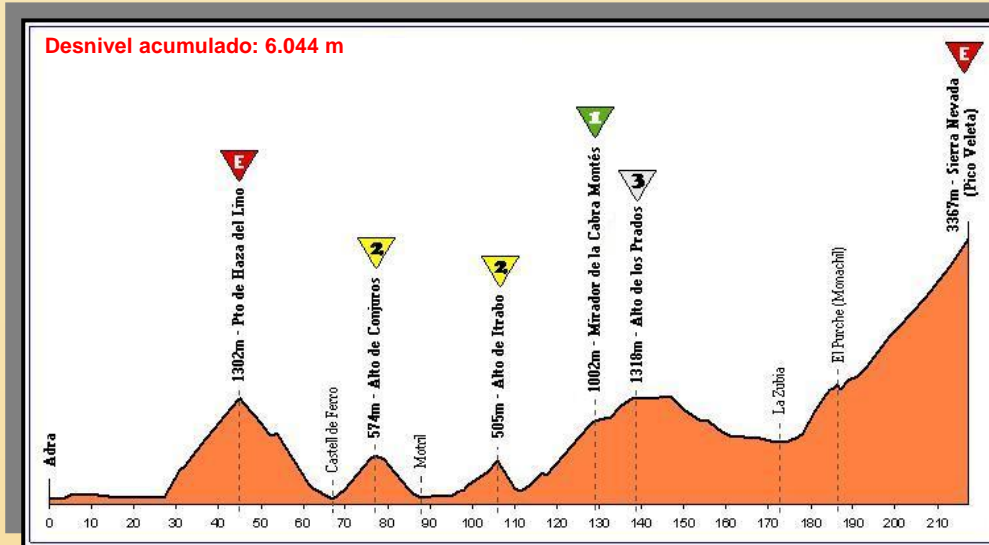 Desnivel acumulado: 6.044 m
E
1
3
E
2
2
Adra
1302m - Pto de Haza del Lino
Castell de Ferro
574m - Alto de Conjuros
Motril
505m - Alto de Itrabo
1002m - Mirador de la Cabra Montés
1318m - Alto de los Prados
La Zubia
El Purche (Monachil)
3367m - Sierra Nevada
(Pico Veleta)
0 10 20 30 40 50 60 70 80 90 100 110 120 130 140 150 160 170 180 190 200 210